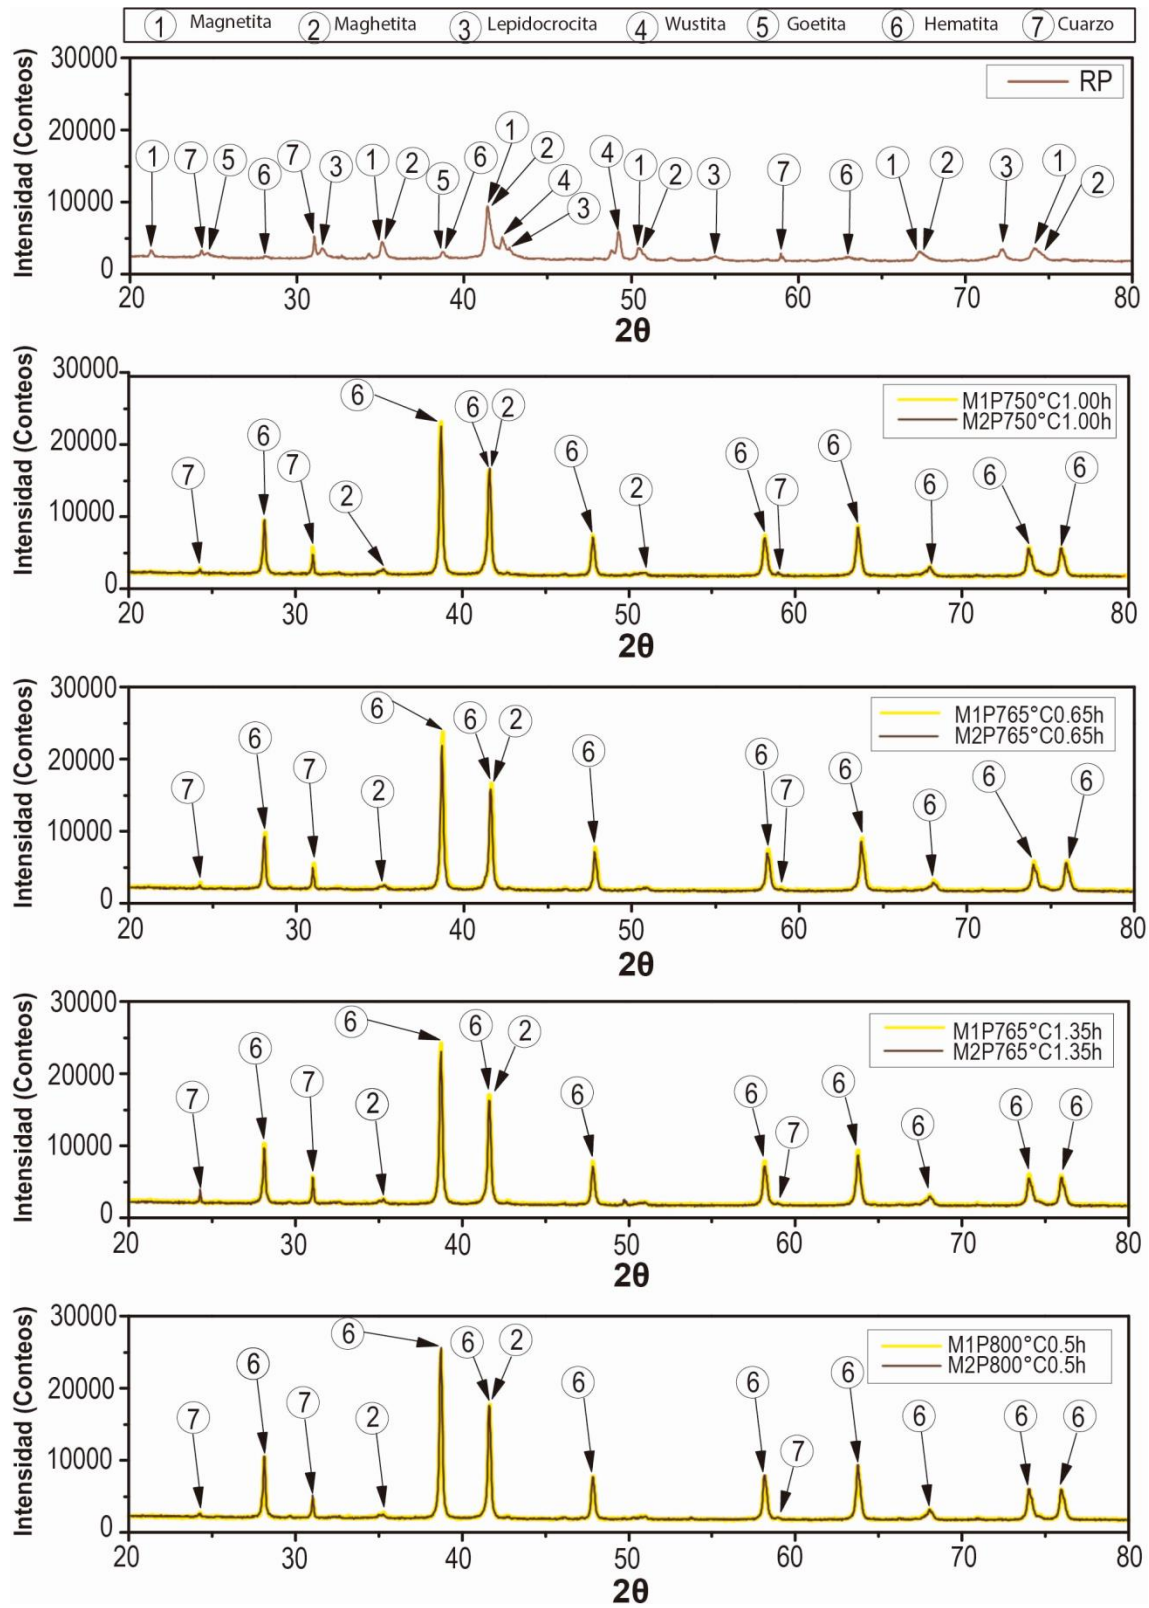 1 Magnetita 2 Maghetita 3 Lepidocrocita 4 Wustita 5 Goetita 6 Hematita 7 Cuarzo
Intensidad (Conteos)
30000
20000
10000
0
RP
1 7 5 6 7 3 1 2 5 6 1 2 4 3 4 1 2 3 7 6 1 2 3 1 2
20 30 40 50 60 70 80
2θ
Intensidad (Conteos)
30000
20000
10000
0
M1P750°C1.00h
M2P750°C1.00h
7 6 7 2 6 6 2 6 2 6 7 6 6 6 6
20 30 40 50 60 70 80
2θ
Intensidad (Conteos)
30000
20000
10000
0
M1P765°C0.65h
M2P765°C0.65h
7 6 7 2 6 6 2 6 6 7 6 6 6 6
20 30 40 50 60 70 80
2θ
Intensidad (Conteos)
30000
20000
10000
0
M1P765°C1.35h
M2P765°C1.35h
7 6 7 2 6 6 2 6 6 7 6 6 6 6
20 30 40 50 60 70 80
2θ
Intensidad (Conteos)
30000
20000
10000
0
M1P800°C0.5h
M2P800°C0.5h
7 6 7 2 6 6 2 6 6 7 6 6 6 6
20 30 40 50 60 70 80
2θ